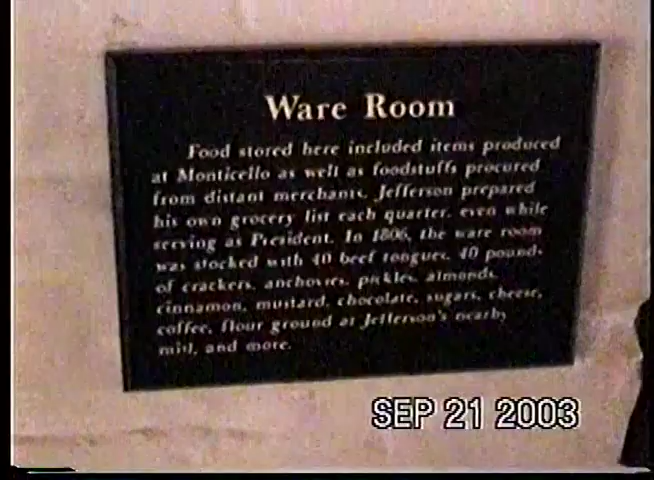 Ware Room
Food stored here included items produced
at Monticello as well as foodstuffs procured
from distant merchants. Jefferson prepared
his own grocery list each quarter, even while
serving as President. In 1806, the ware room
was stocked with 40 beef tongues, 40 pounds
of crackers, anchovies, pickles, almonds,
cinnamon, mustard, chocolate, sugars, cheese,
coffee, flour ground at Jefferson's nearby
mill, and more.
SEP 21 2003